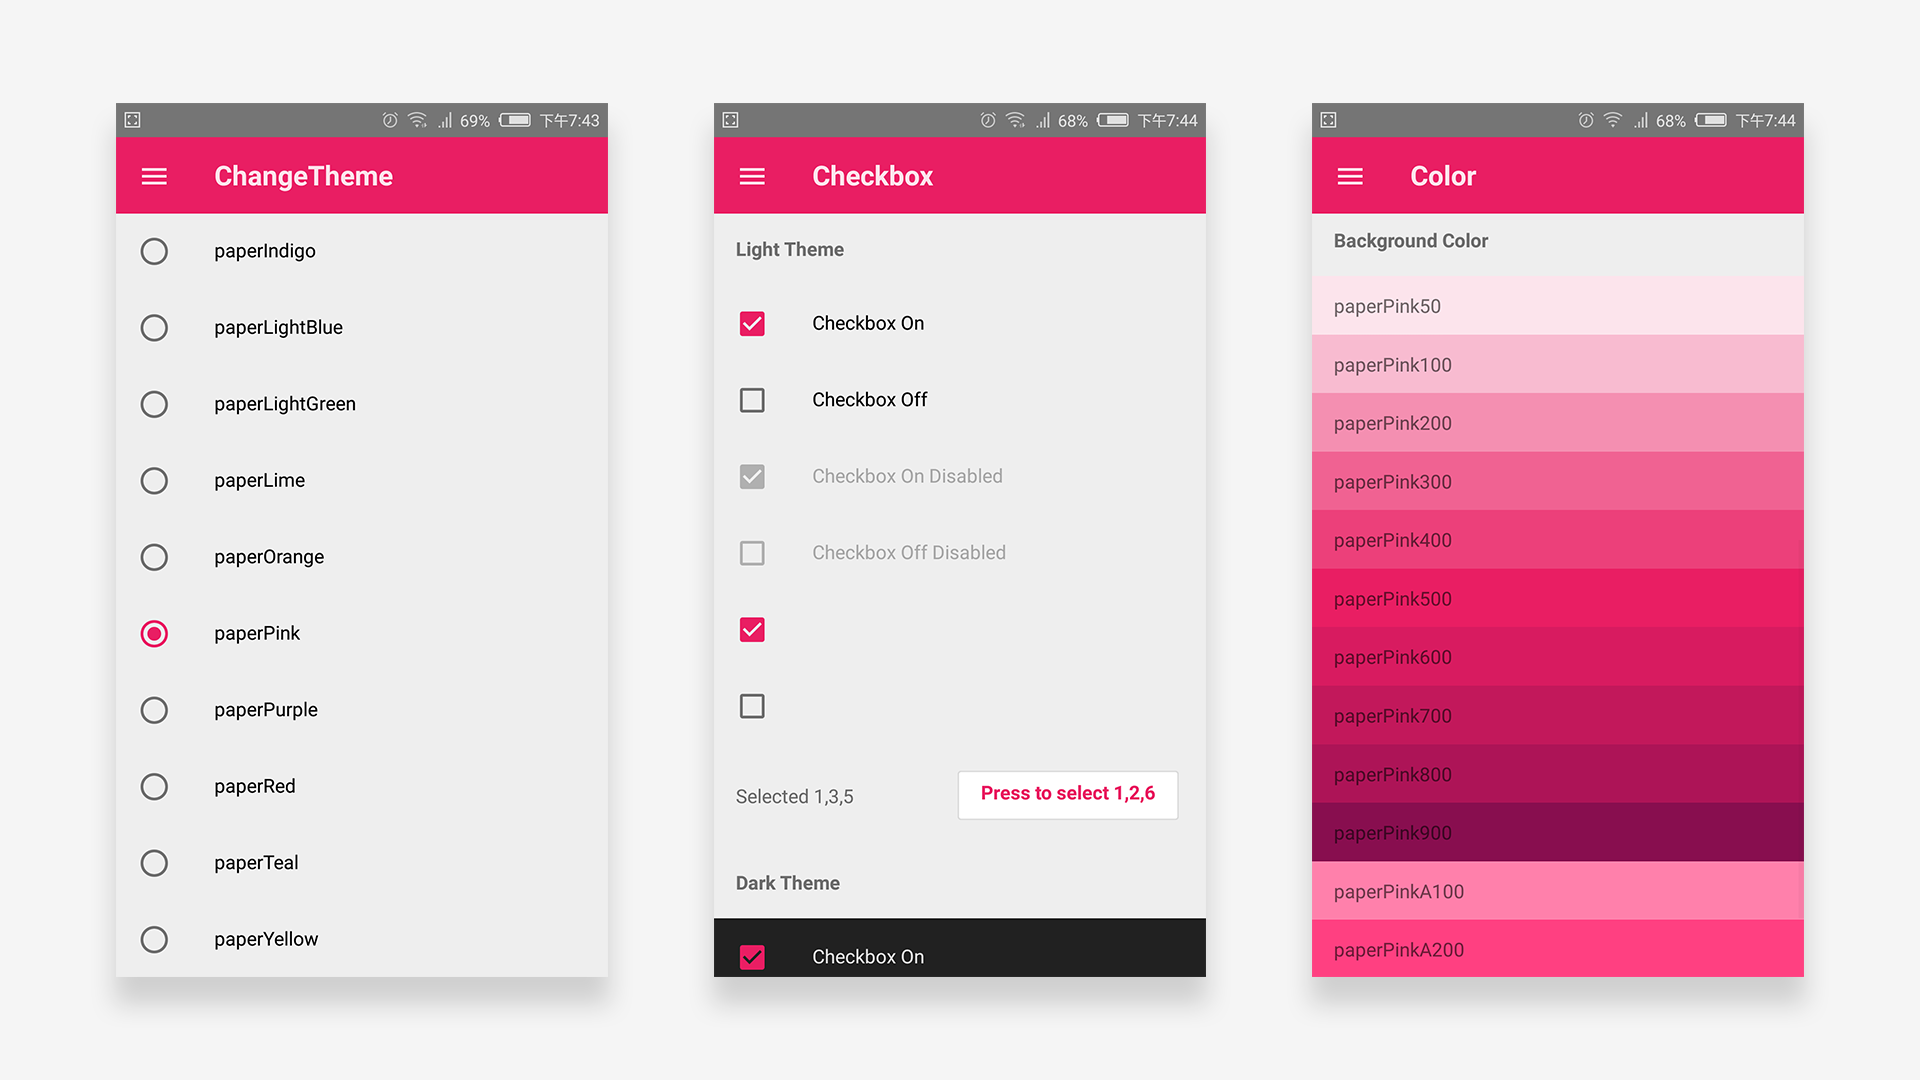 69% 下午7:43
ChangeTheme
paperIndigo
paperLightBlue
paperLightGreen
paperLime
paperOrange
paperPink
paperPurple
paperRed
paperTeal
paperYellow
68% 下午7:44
Checkbox
Light Theme
Checkbox On
Checkbox Off
Checkbox On Disabled
Checkbox Off Disabled
Selected 1,3,5
Press to select 1,2,6
Dark Theme
Checkbox On
68% 下午7:44
Color
Background Color
paperPink50
paperPink100
paperPink200
paperPink300
paperPink400
paperPink500
paperPink600
paperPink700
paperPink800
paperPink900
paperPinkA100
paperPinkA200